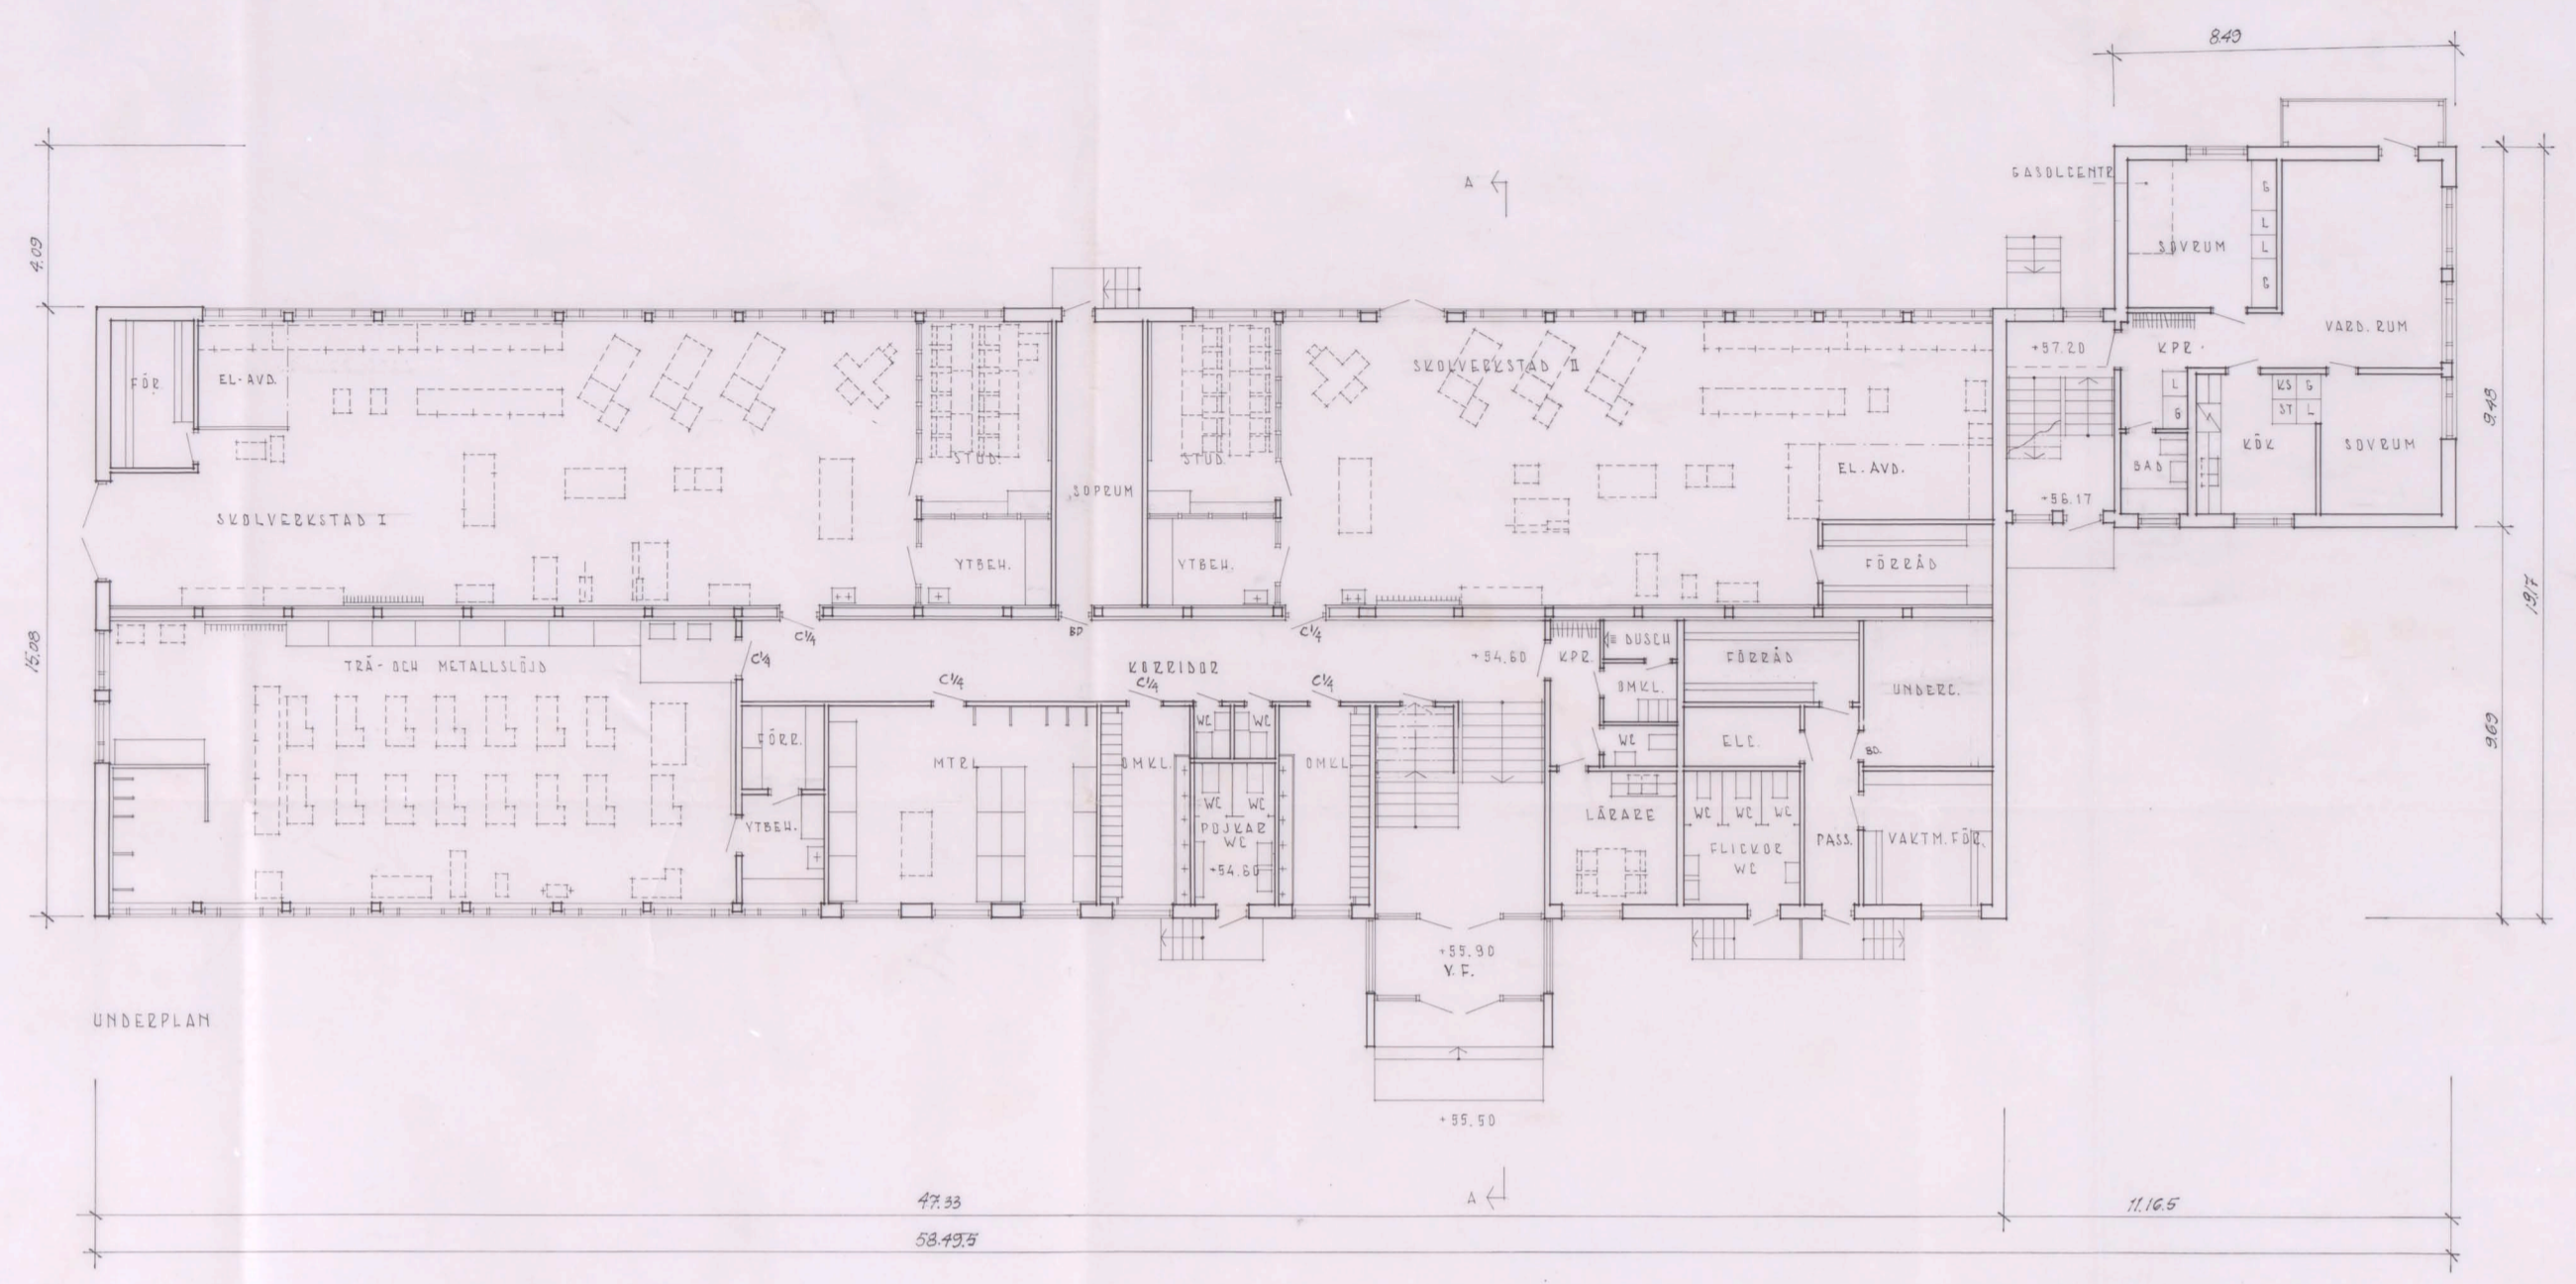 8.49
GASOLCENTR
A
G
L
L
G
SOVRUM
VARD. RUM
4.09
+57.20
KPR.
FÖR.
EL-AVD.
SKOLVERKSTAD II
L
G
KS G
ST L
9.48
STUD.
STUD.
EL. AVD.
BAD
KÖK
SOVRUM
SOPRUM
+56.17
SKOLVERKSTAD I
YTBEH.
YTBEH.
FÖRRÅD
19.17
15.08
C¼
BD
C¼
C¼
TRÄ- OCH METALLSLÖJD
KORRIDOR
+54.60
KPR.
DUSCH
FÖRRÅD
C¼
C¼
C¼
OMKL.
UNDERC.
WC
WC
FÖRR.
WC
ELC.
BD.
9.69
MTRL
OMKL.
OMKL.
WC
WC
POJKAR
WC
+54.60
YTBEH.
LÄRARE
WC
WC
WC
FLICKOR
WC
PASS.
VAKTM. FÖR.
+55.90
V. F.
UNDERPLAN
+55.50
A
47.33
11.16.5
58.49.5